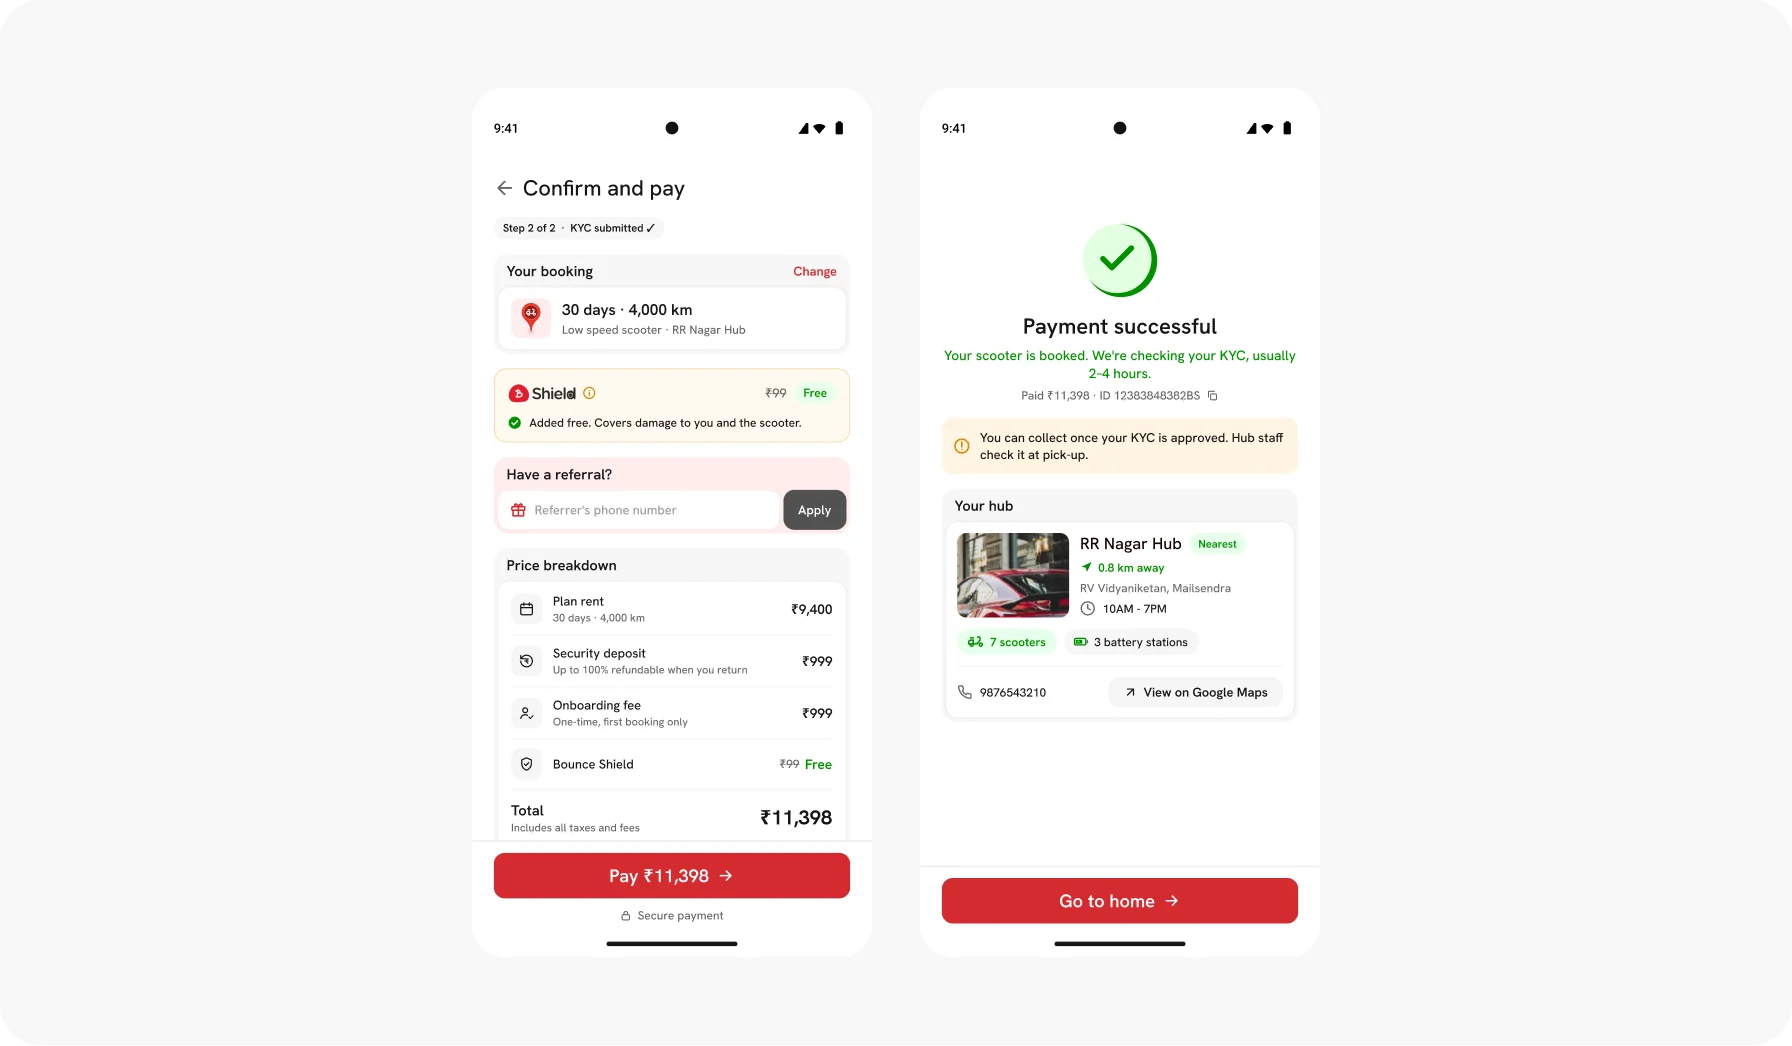 9:41
Confirm and pay
Step 2 of 2 · KYC submitted ✓
Your booking
Change
30 days · 4,000 km
Low speed scooter · RR Nagar Hub
Shield
₹99 Free
Added free. Covers damage to you and the scooter.
Have a referral?
Referrer's phone number
Apply
Price breakdown
Plan rent
30 days · 4,000 km
₹9,400
Security deposit
Up to 100% refundable when you return
₹999
Onboarding fee
One-time, first booking only
₹999
Bounce Shield
₹99 Free
Total
Includes all taxes and fees
₹11,398
Pay ₹11,398 →
Secure payment
9:41
Payment successful
Your scooter is booked. We're checking your KYC, usually
2–4 hours.
Paid ₹11,398 · ID 12383848382BS
You can collect once your KYC is approved. Hub staff
check it at pick-up.
Your hub
RR Nagar Hub
Nearest
0.8 km away
RV Vidyaniketan, Mailsendra
10AM - 7PM
7 scooters
3 battery stations
9876543210
View on Google Maps
Go to home →